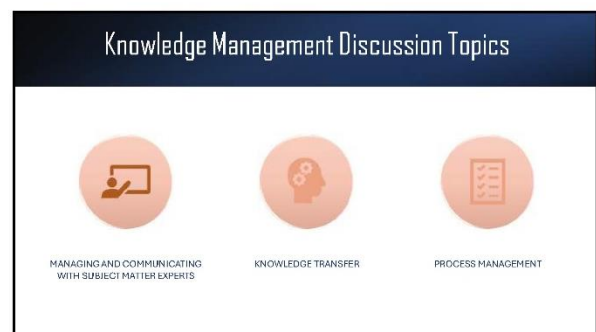 Knowledge Management Discussion Topics
MANAGING AND COMMUNICATING
WITH SUBJECT MATTER EXPERTS
KNOWLEDGE TRANSFER
PROCESS MANAGEMENT